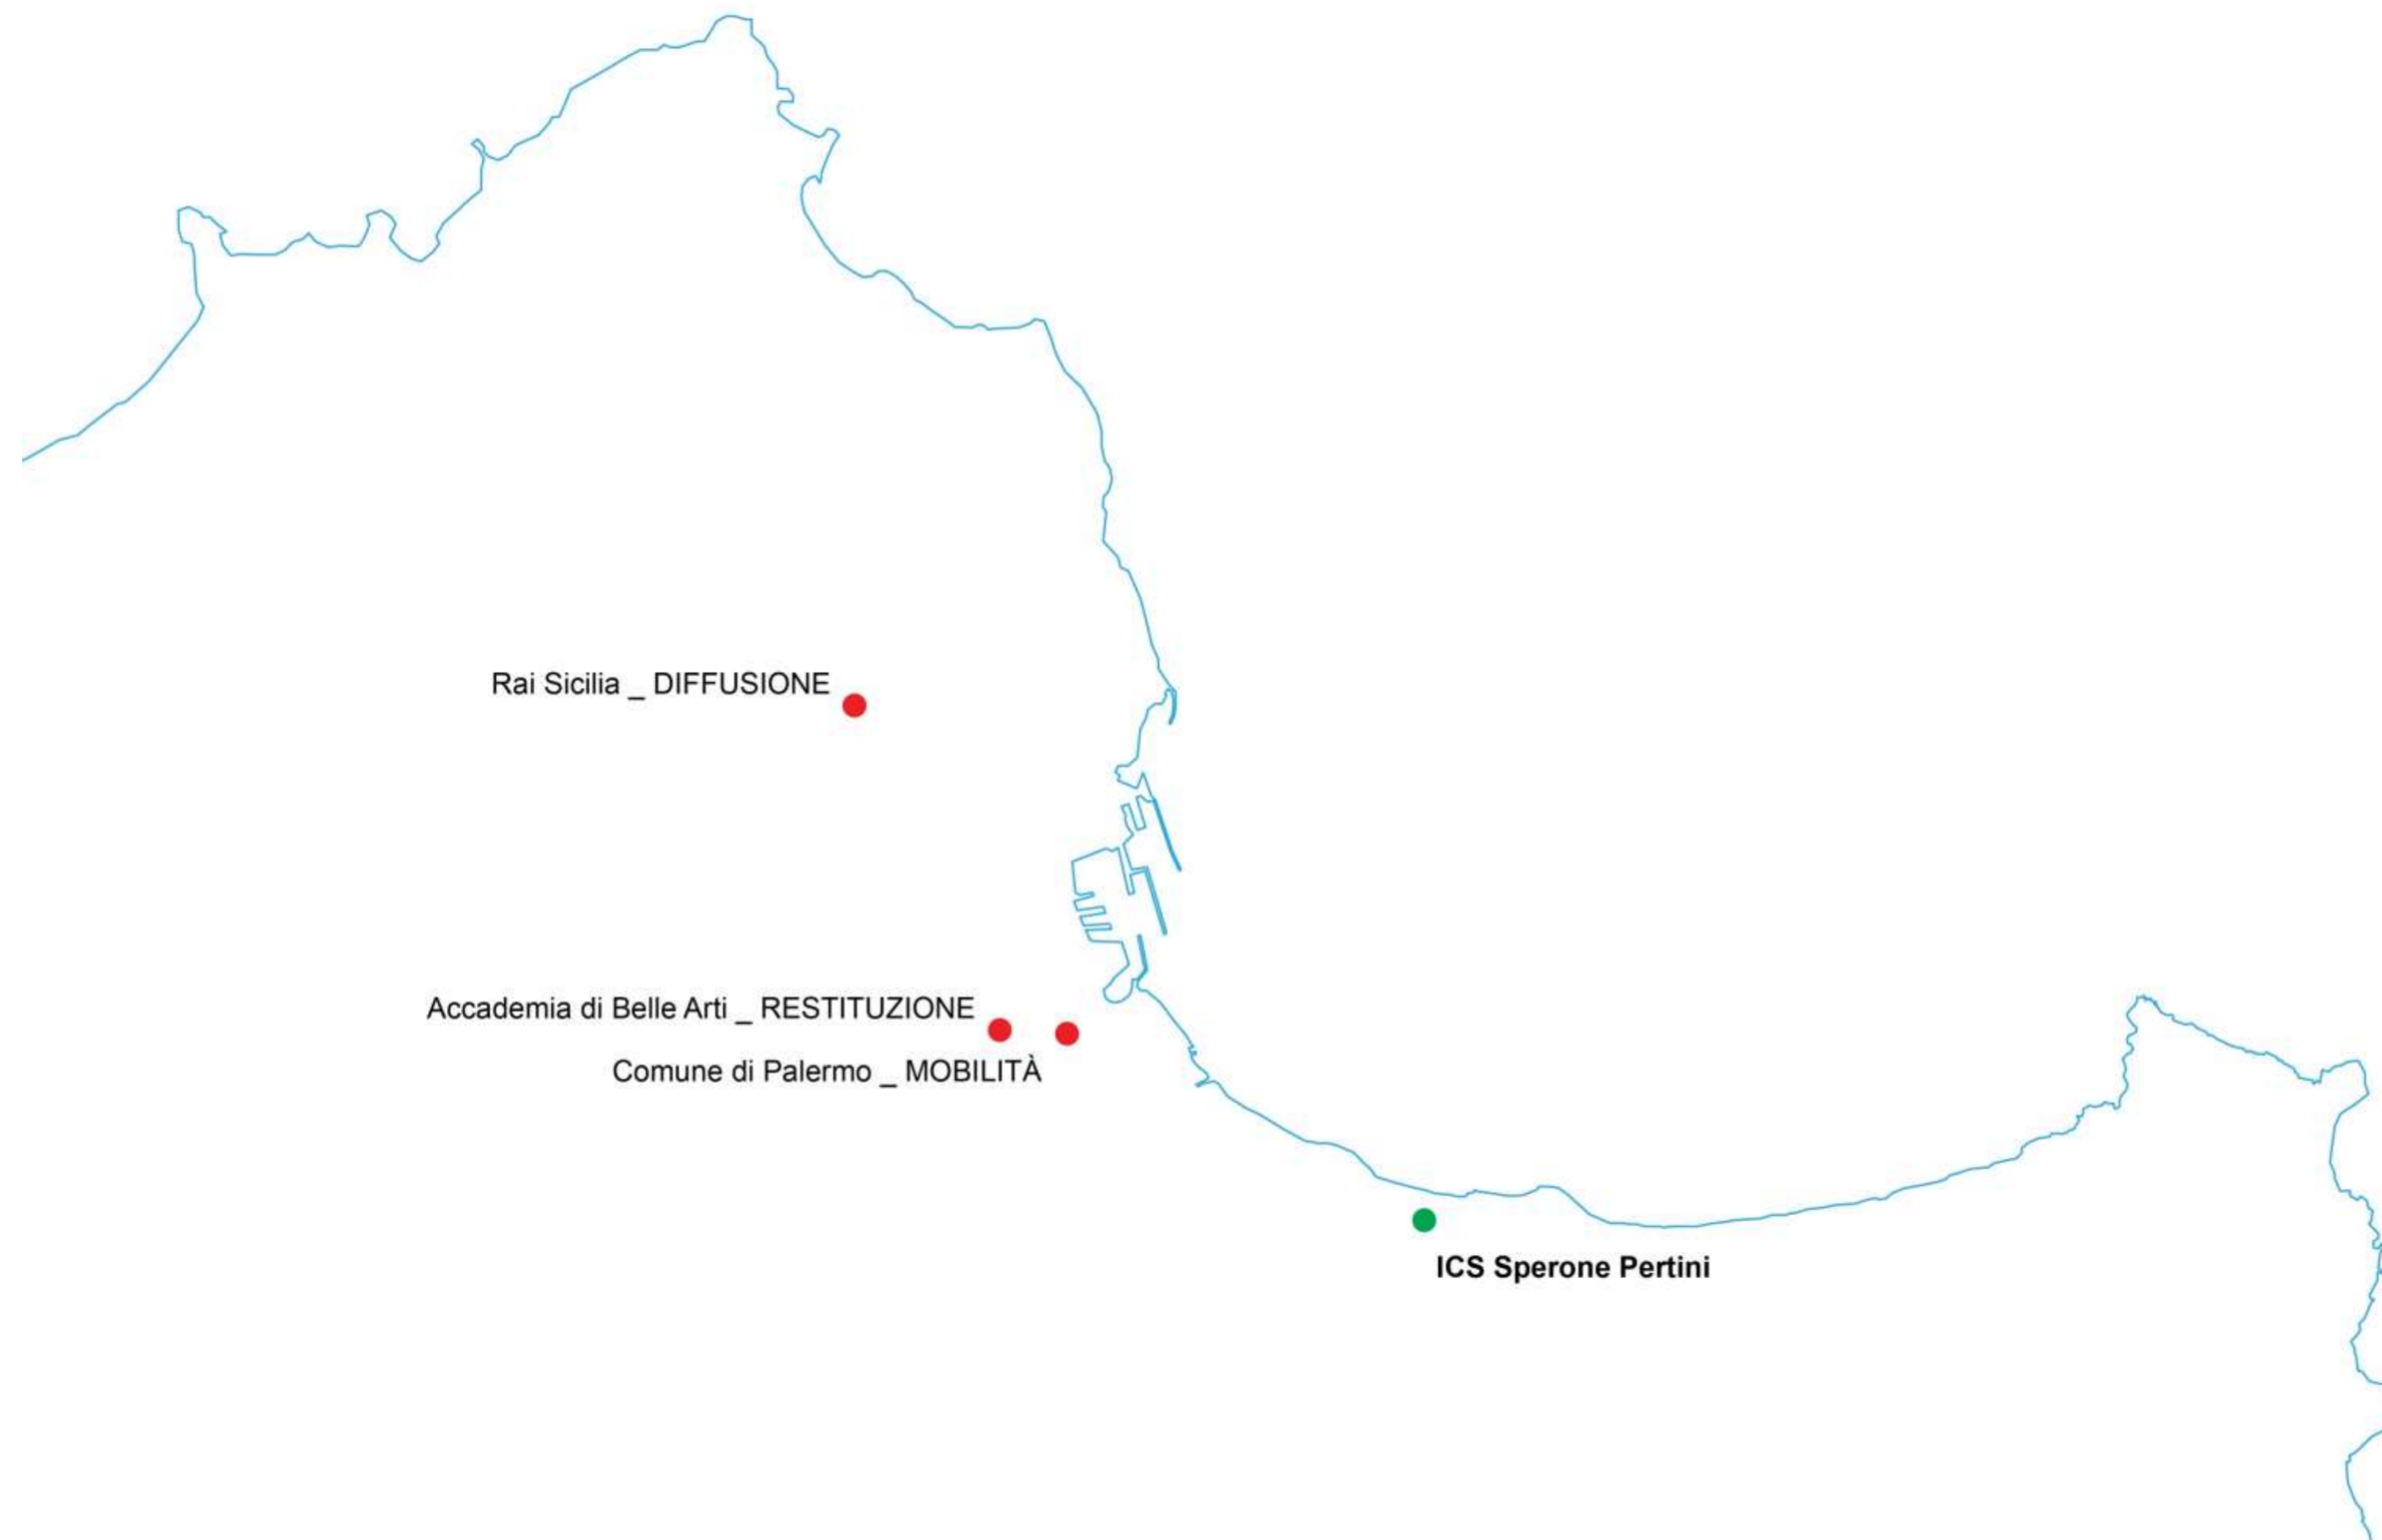 Rai Sicilia _ DIFFUSIONE
Accademia di Belle Arti _ RESTITUZIONE
Comune di Palermo _ MOBILITÀ
ICS Sperone Pertini